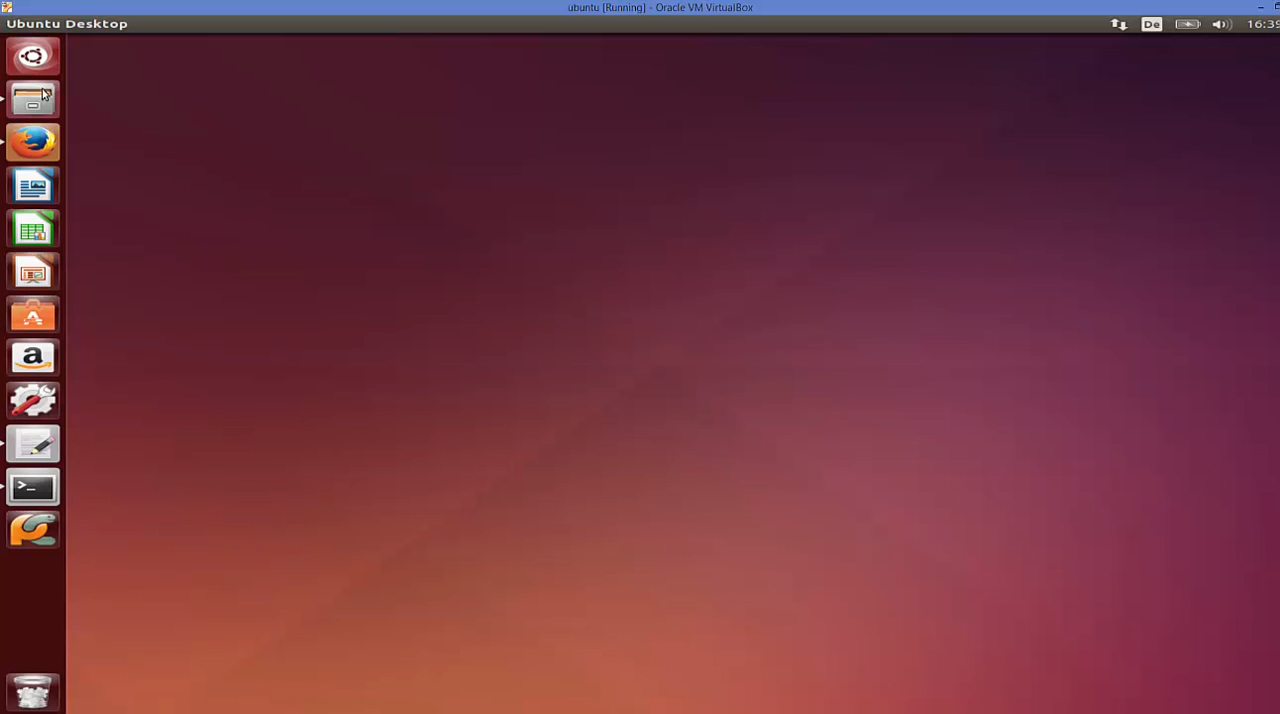 ubuntu [Running] - Oracle VM VirtualBox
Ubuntu Desktop
De
16:39
a
>_